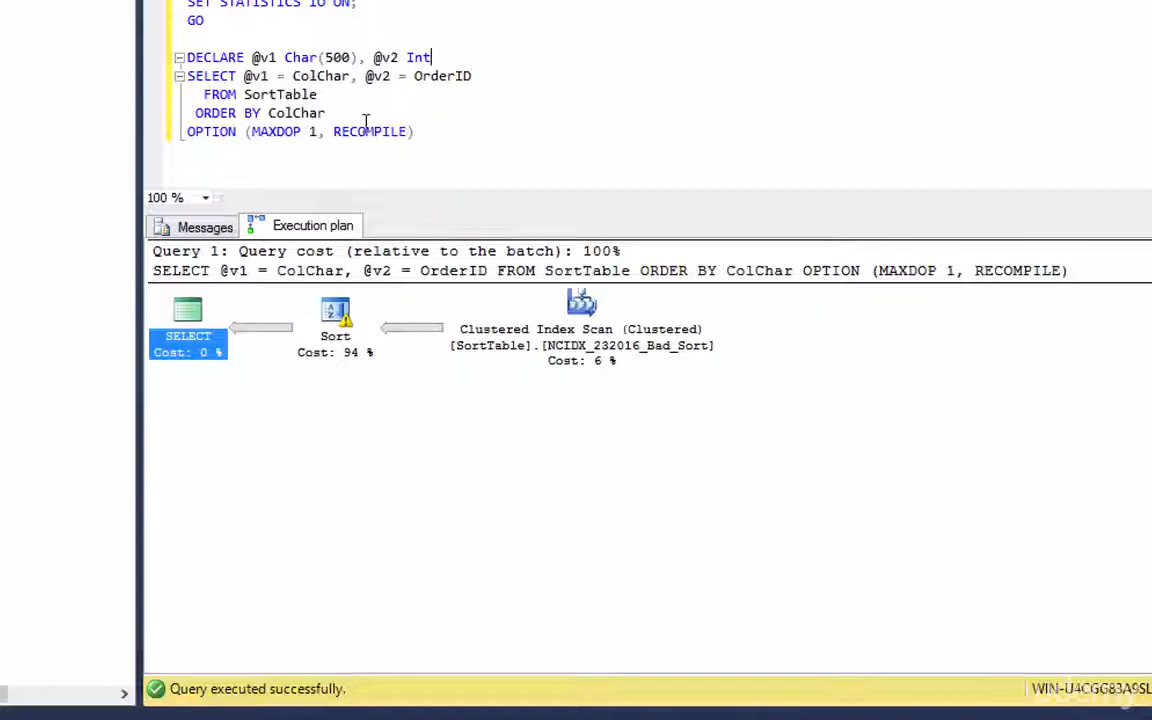 SET STATISTICS IO ON;
GO
DECLARE @v1 Char(500), @v2 Int
SELECT @v1 = ColChar, @v2 = OrderID
FROM SortTable
ORDER BY ColChar
OPTION (MAXDOP 1, RECOMPILE)
100 %
Messages
Execution plan
Query 1: Query cost (relative to the batch): 100%
SELECT @v1 = ColChar, @v2 = OrderID FROM SortTable ORDER BY ColChar OPTION (MAXDOP 1, RECOMPILE)
SELECT
Cost: 0 %
Sort
Cost: 94 %
Clustered Index Scan (Clustered)
[SortTable].[NCIDX_232016_Bad_Sort]
Cost: 6 %
Query executed successfully.
WIN-U4CGG83A9SL